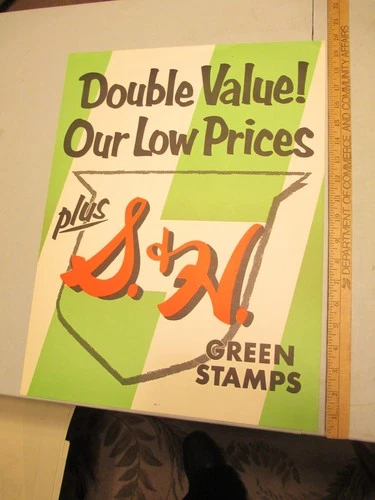 Double Value!
Our Low Prices
plus
S. & H.
GREEN
STAMPS
DEPARTMENT OF COMMERCE AND COMMUNITY AFFAIRS